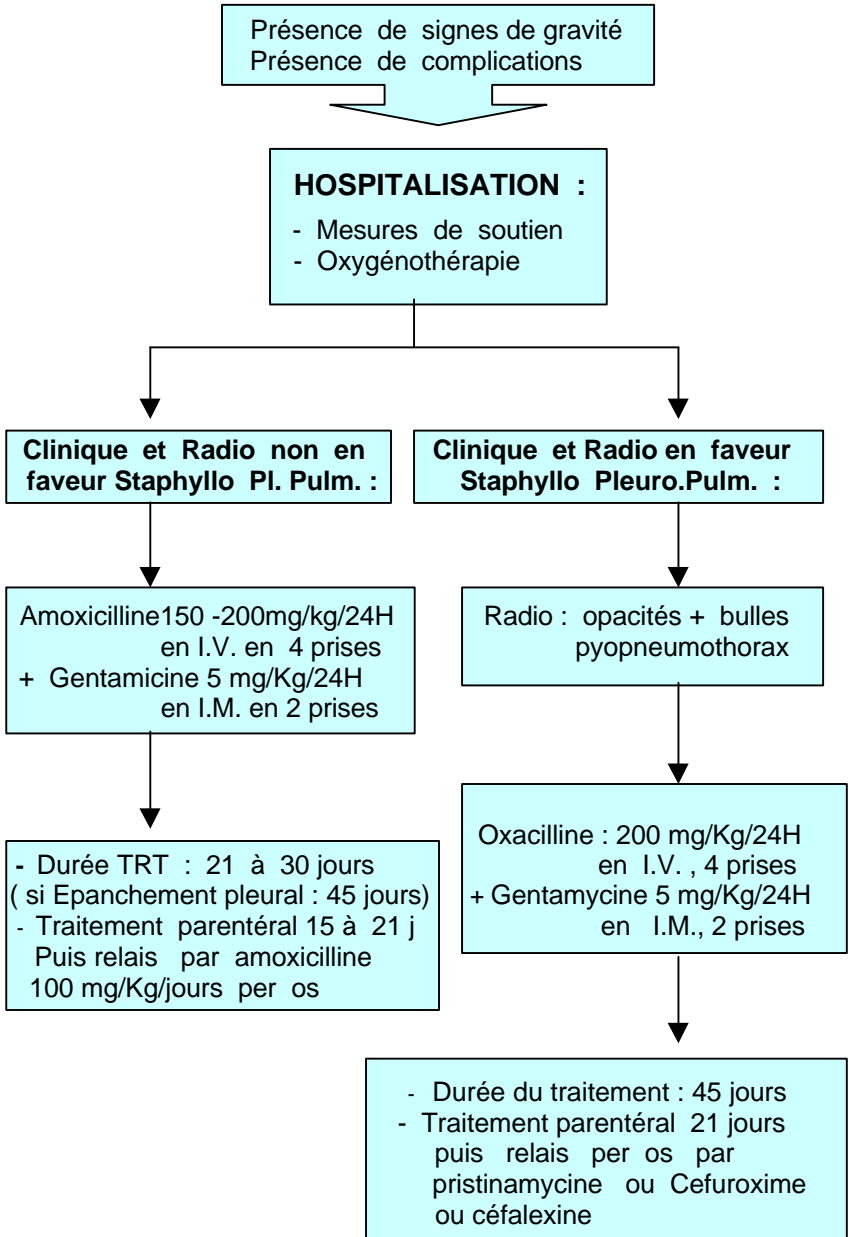 Présence de signes de gravité
Présence de complications
HOSPITALISATION :
- Mesures de soutien
- Oxygénothérapie
Clinique et Radio non en
faveur Staphyllo Pl. Pulm. :
Clinique et Radio en faveur
Staphyllo Pleuro.Pulm. :
Amoxicilline150 -200mg/kg/24H
en I.V. en 4 prises
+ Gentamicine 5 mg/Kg/24H
en I.M. en 2 prises
Radio : opacités + bulles
pyopneumothorax
- Durée TRT : 21 à 30 jours
( si Epanchement pleural : 45 jours)
- Traitement parentéral 15 à 21 j
Puis relais par amoxicilline
100 mg/Kg/jours per os
Oxacilline : 200 mg/Kg/24H
en I.V. , 4 prises
+ Gentamycine 5 mg/Kg/24H
en I.M., 2 prises
- Durée du traitement : 45 jours
- Traitement parentéral 21 jours
puis relais per os par
pristinamycine ou Cefuroxime
ou céfalexine